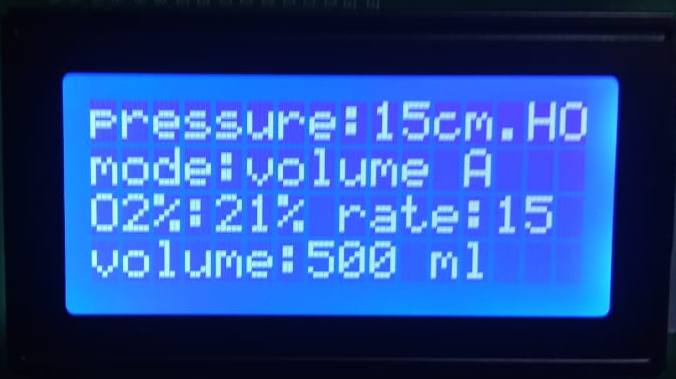 pressure:15cm.HO
mode:volume A
O2%:21% rate:15
volume:500 ml